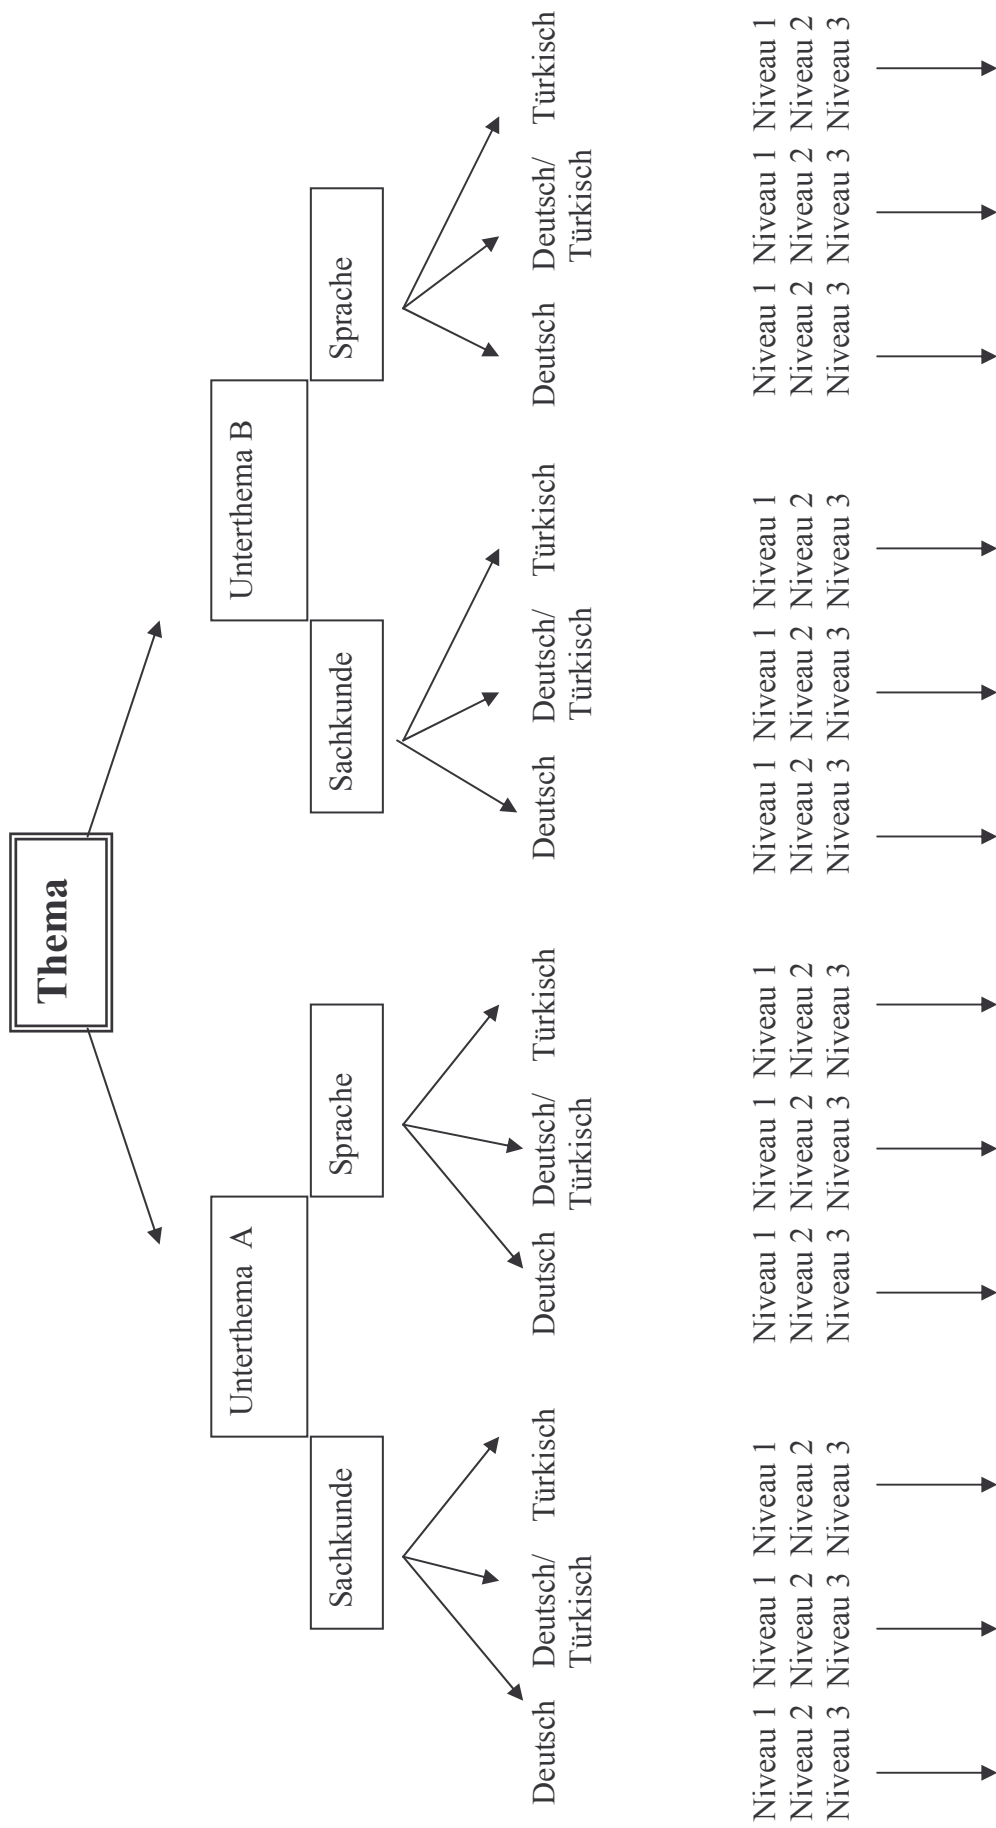 Thema
Unterthema A Unterthema B
Sachkunde Sprache Sachkunde Sprache
Deutsch Deutsch/ Türkisch Deutsch Deutsch/ Türkisch Deutsch Deutsch/ Türkisch Deutsch Deutsch/ Türkisch
Türkisch Türkisch Türkisch Türkisch
Niveau 1 Niveau 1 Niveau 1 Niveau 1 Niveau 1 Niveau 1 Niveau 1 Niveau 1 Niveau 1 Niveau 1 Niveau 1 Niveau 1
Niveau 2 Niveau 2 Niveau 2 Niveau 2 Niveau 2 Niveau 2 Niveau 2 Niveau 2 Niveau 2 Niveau 2 Niveau 2 Niveau 2
Niveau 3 Niveau 3 Niveau 3 Niveau 3 Niveau 3 Niveau 3 Niveau 3 Niveau 3 Niveau 3 Niveau 3 Niveau 3 Niveau 3